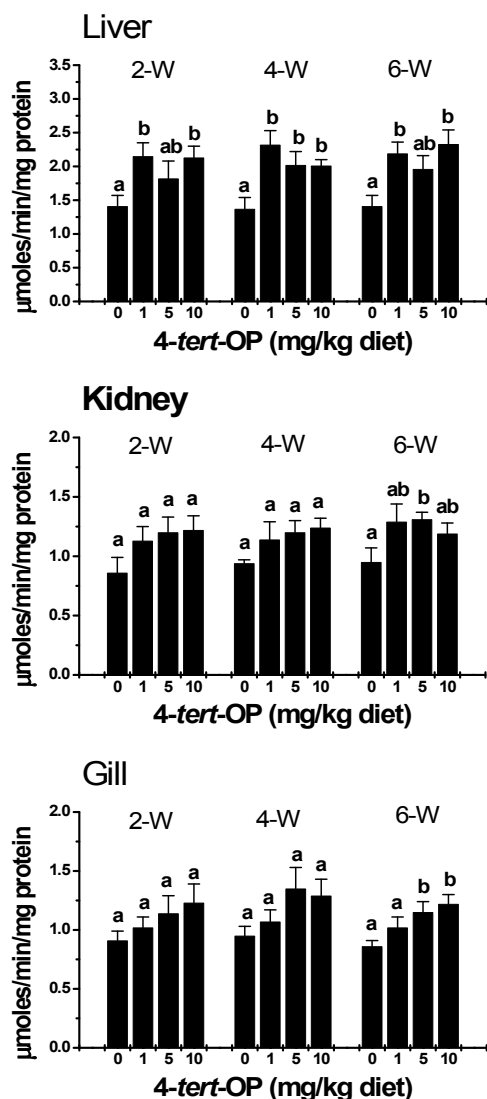 Liver
2-W 4-W 6-W
3.5
3.0
2.5
2.0
1.5
1.0
0.5
0.0
µmoles/min/mg protein
a b ab b a b b b a b ab b
0 1 5 10 0 1 5 10 0 1 5 10
4-tert-OP (mg/kg diet)
Kidney
2-W 4-W 6-W
2.0
1.5
1.0
0.5
0.0
µmoles/min/mg protein
a a a a a a a a a ab b ab
0 1 5 10 0 1 5 10 0 1 5 10
4-tert-OP (mg/kg diet)
Gill
2-W 4-W 6-W
2.0
1.5
1.0
0.5
0.0
µmoles/min/mg protein
a a a a a a a a a a b b
0 1 5 10 0 1 5 10 0 1 5 10
4-tert-OP (mg/kg diet)